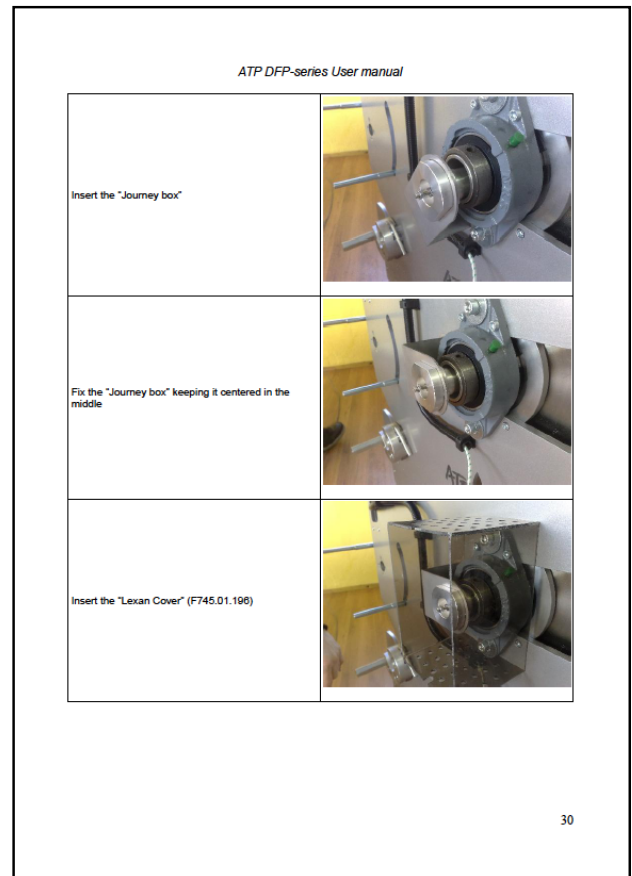 ATP DFP-series User manual
Insert the "Journey box"
Fix the "Journey box" keeping it centered in the
middle
Insert the "Lexan Cover" (F745.01.196)
30